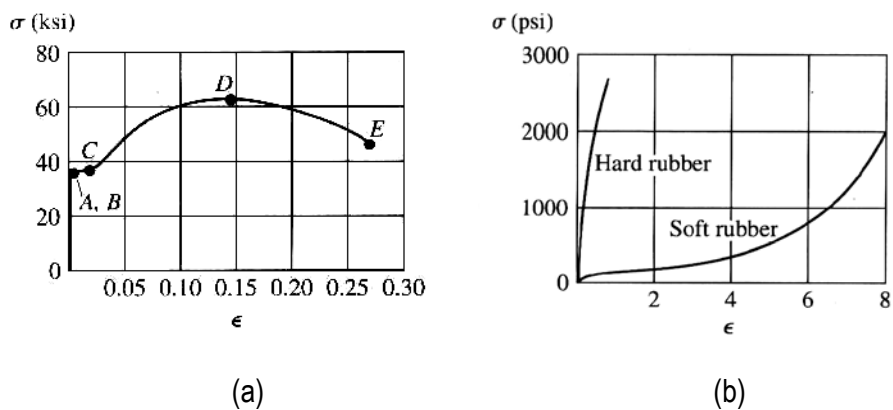 σ (ksi)
80
60
40
20
0
D
C
E
A, B
0.05 0.10 0.15 0.20 0.25 0.30
ϵ
(a)
σ (psi)
3000
2000
1000
0
Hard rubber
Soft rubber
2 4 6 8
ϵ
(b)